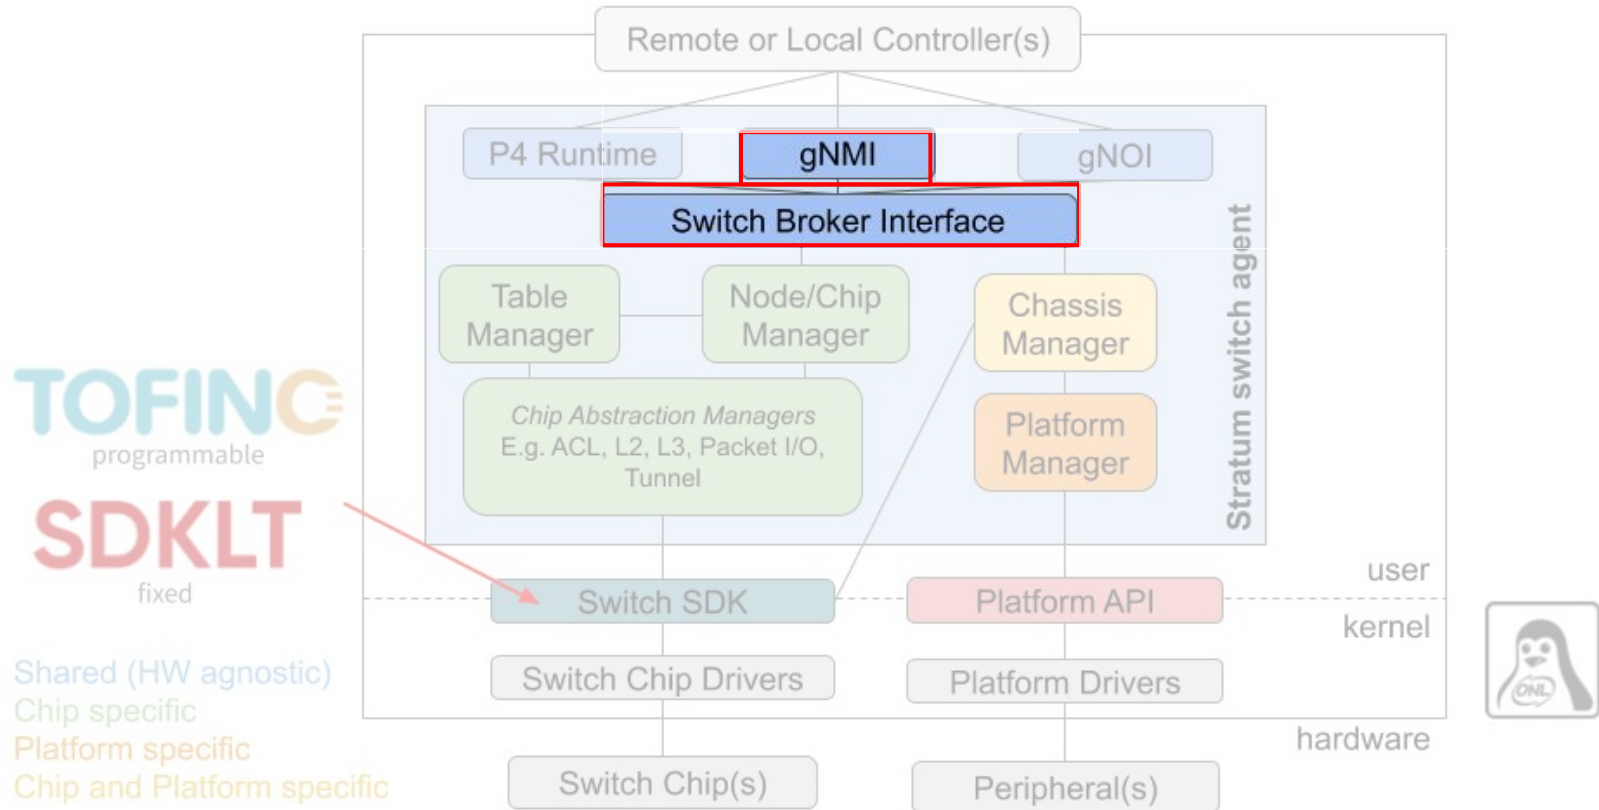 Remote or Local Controller(s)
P4 Runtime
gNMI
gNOI
Switch Broker Interface
Table
Manager
Node/Chip
Manager
Chassis
Manager
Stratum switch agent
Chip Abstraction Managers
E.g. ACL, L2, L3, Packet I/O,
Tunnel
Platform
Manager
TOFINO
programmable
SDKLT
fixed
Switch SDK
Platform API
user
kernel
Switch Chip Drivers
Platform Drivers
ONL
Shared (HW agnostic)
Chip specific
Platform specific
Chip and Platform specific
hardware
Switch Chip(s)
Peripheral(s)